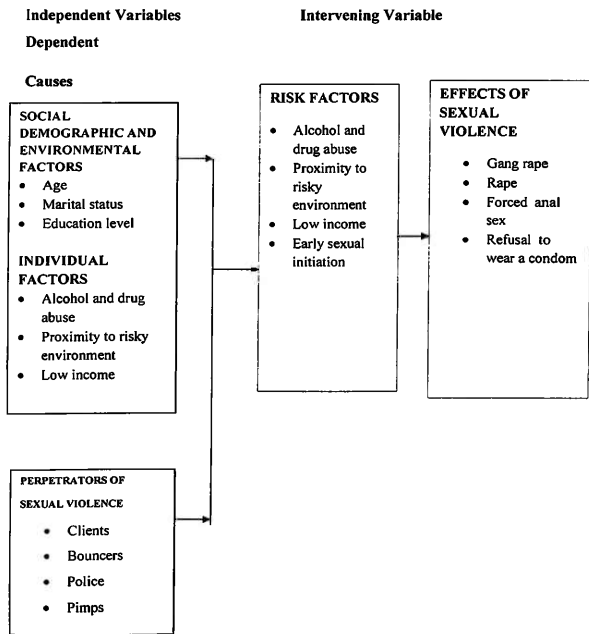 Independent Variables Intervening Variable
Dependent
Causes
SOCIAL
DEMOGRAPHIC AND
ENVIRONMENTAL
FACTORS
• Age
• Marital status
• Education level
INDIVIDUAL
FACTORS
• Alcohol and drug
abuse
• Proximity to risky
environment
• Low income
PERPETRATORS OF
SEXUAL VIOLENCE
• Clients
• Bouncers
• Police
• Pimps
RISK FACTORS
• Alcohol and
drug abuse
• Proximity to
risky
environment
• Low income
• Early sexual
initiation
EFFECTS OF
SEXUAL
VIOLENCE
• Gang rape
• Rape
• Forced anal
sex
• Refusal to
wear a condom